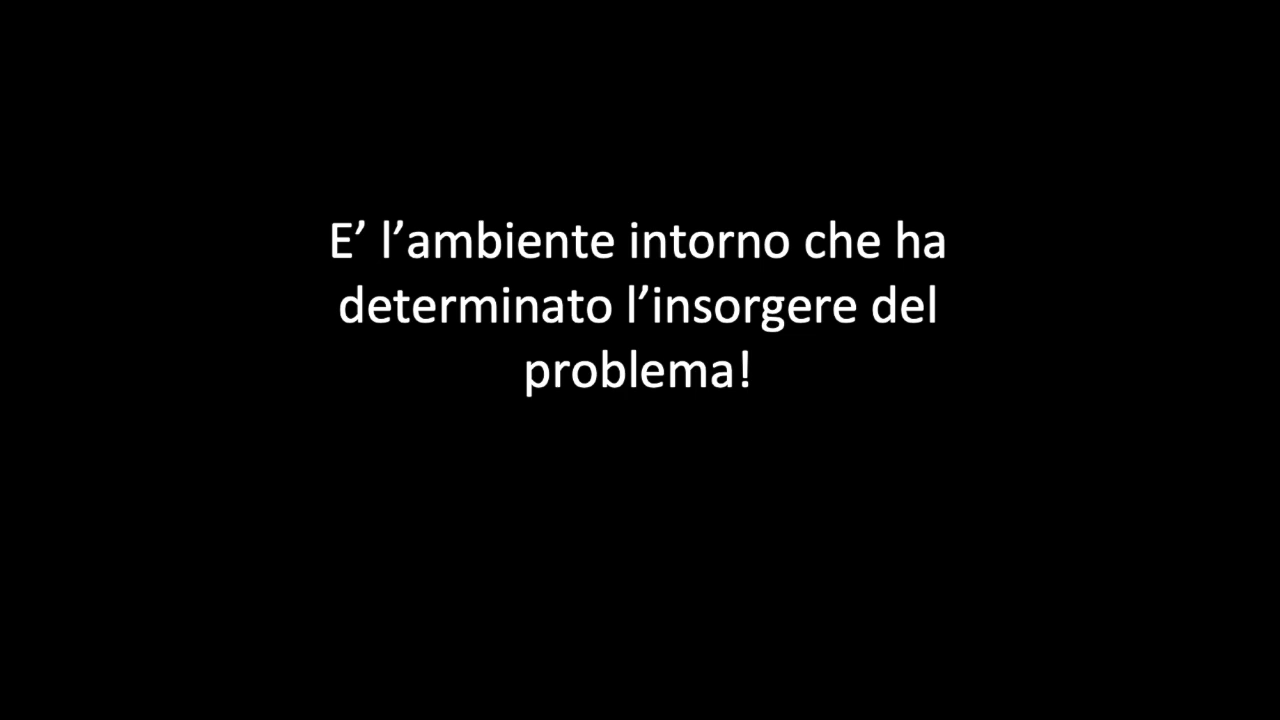 E’ l’ambiente intorno che ha
determinato l’insorgere del
problema!